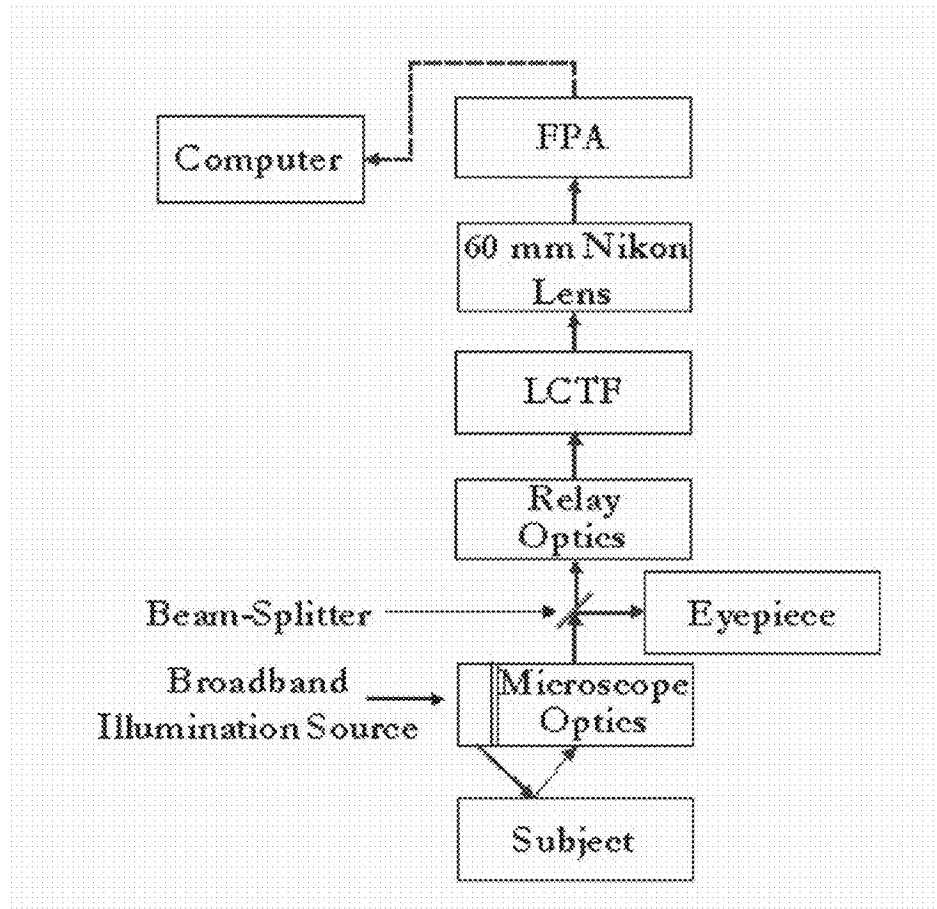 FPA
Computer
60 mm Nikon
Lens
LCTF
Relay
Optics
Beam-Splitter
Eyepiece
Broadband
Illumination Source
Microscope
Optics
Subject